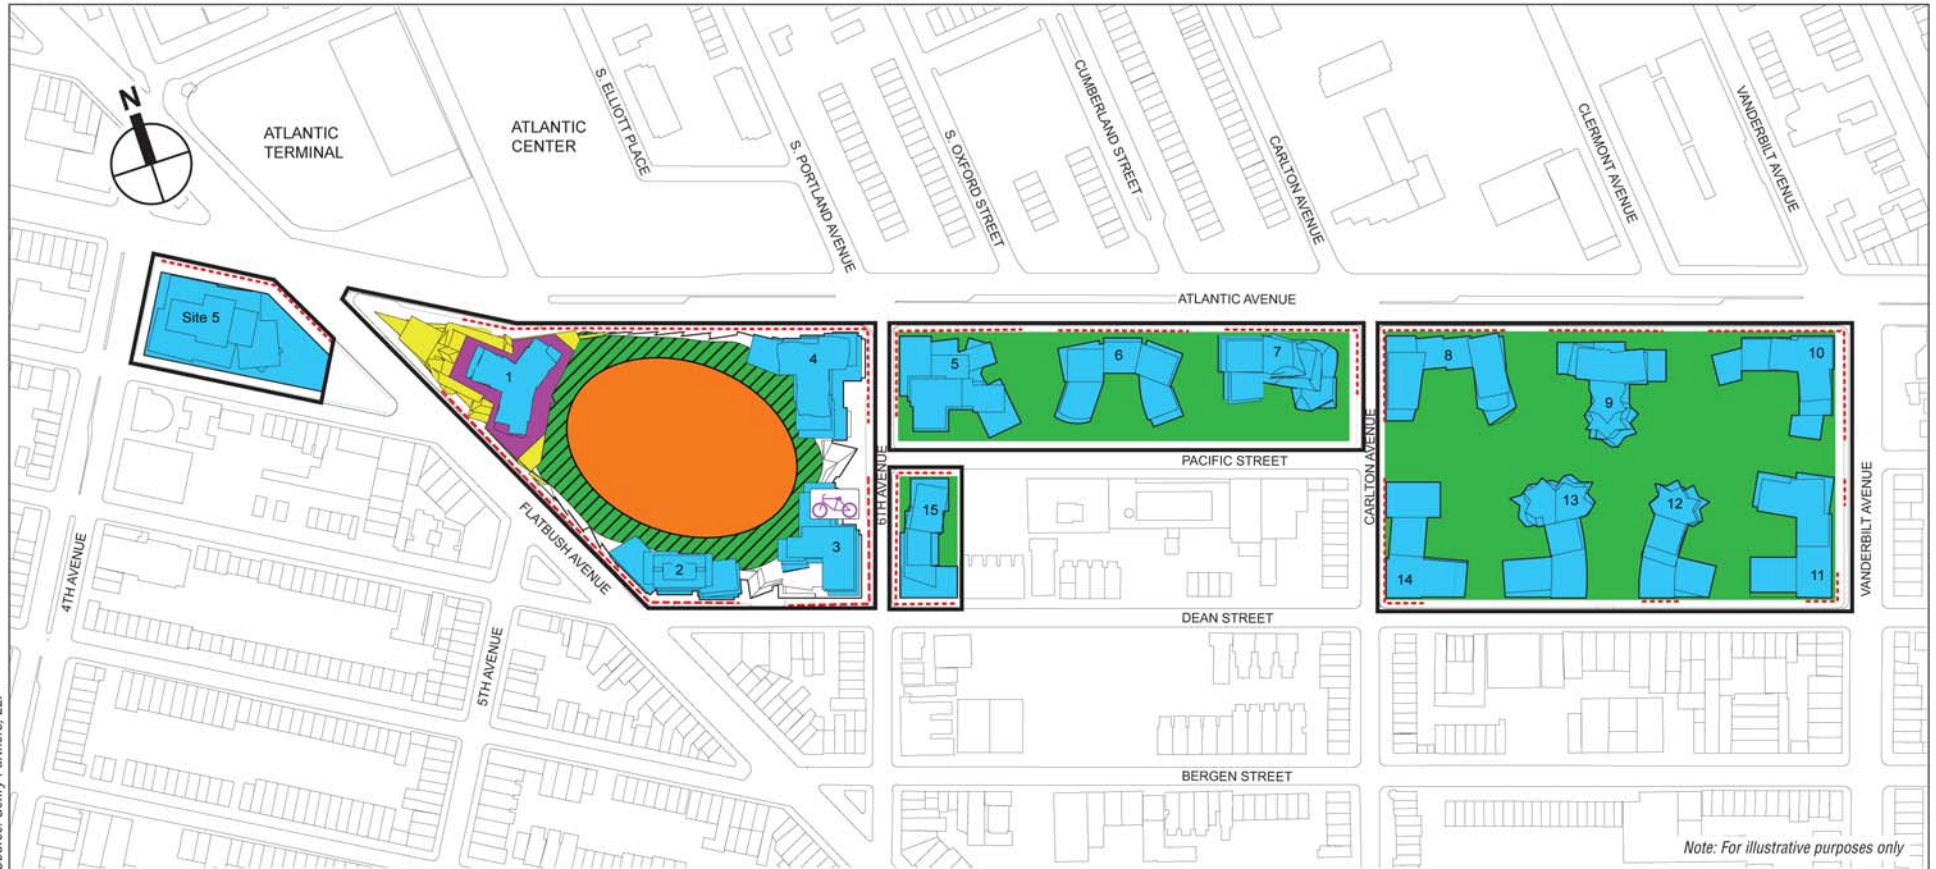 N
ATLANTIC
TERMINAL
ATLANTIC
CENTER
S. ELLIOTT PLACE
S. PORTLAND AVENUE
S. OXFORD STREET
CUMBERLAND STREET
CARLTON AVENUE
CLERMONT AVENUE
VANDERBILT AVENUE
ATLANTIC AVENUE
Site 5
1
4
5
6
7
8
9
10
PACIFIC STREET
6TH AVENUE
CARLTON AVENUE
VANDERBILT AVENUE
15
13
12
3
2
14
11
FLATBUSH AVENUE
4TH AVENUE
5TH AVENUE
DEAN STREET
BERGEN STREET
Note: For illustrative purposes only